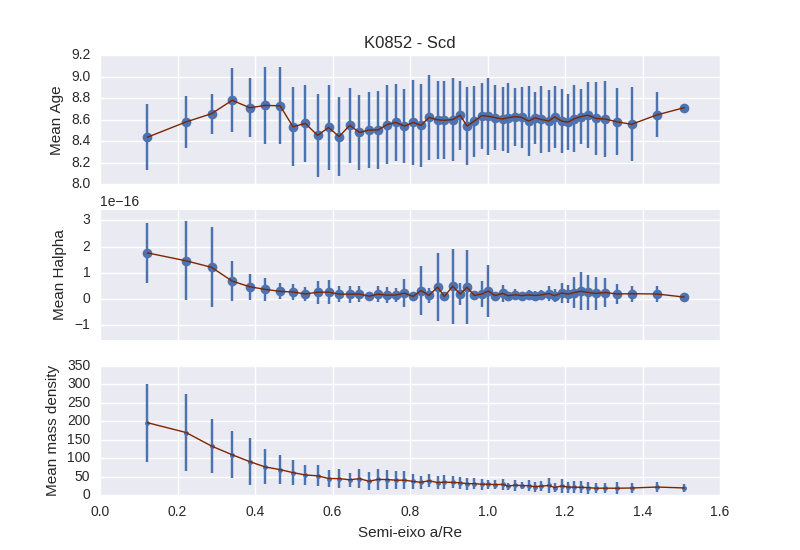 K0852 - Scd
Mean Age
9.2
9.0
8.8
8.6
8.4
8.2
8.0
1e−16
Mean Halpha
3
2
1
0
−1
Mean mass density
350
300
250
200
150
100
50
0
0.0 0.2 0.4 0.6 0.8 1.0 1.2 1.4 1.6
Semi-eixo a/Re